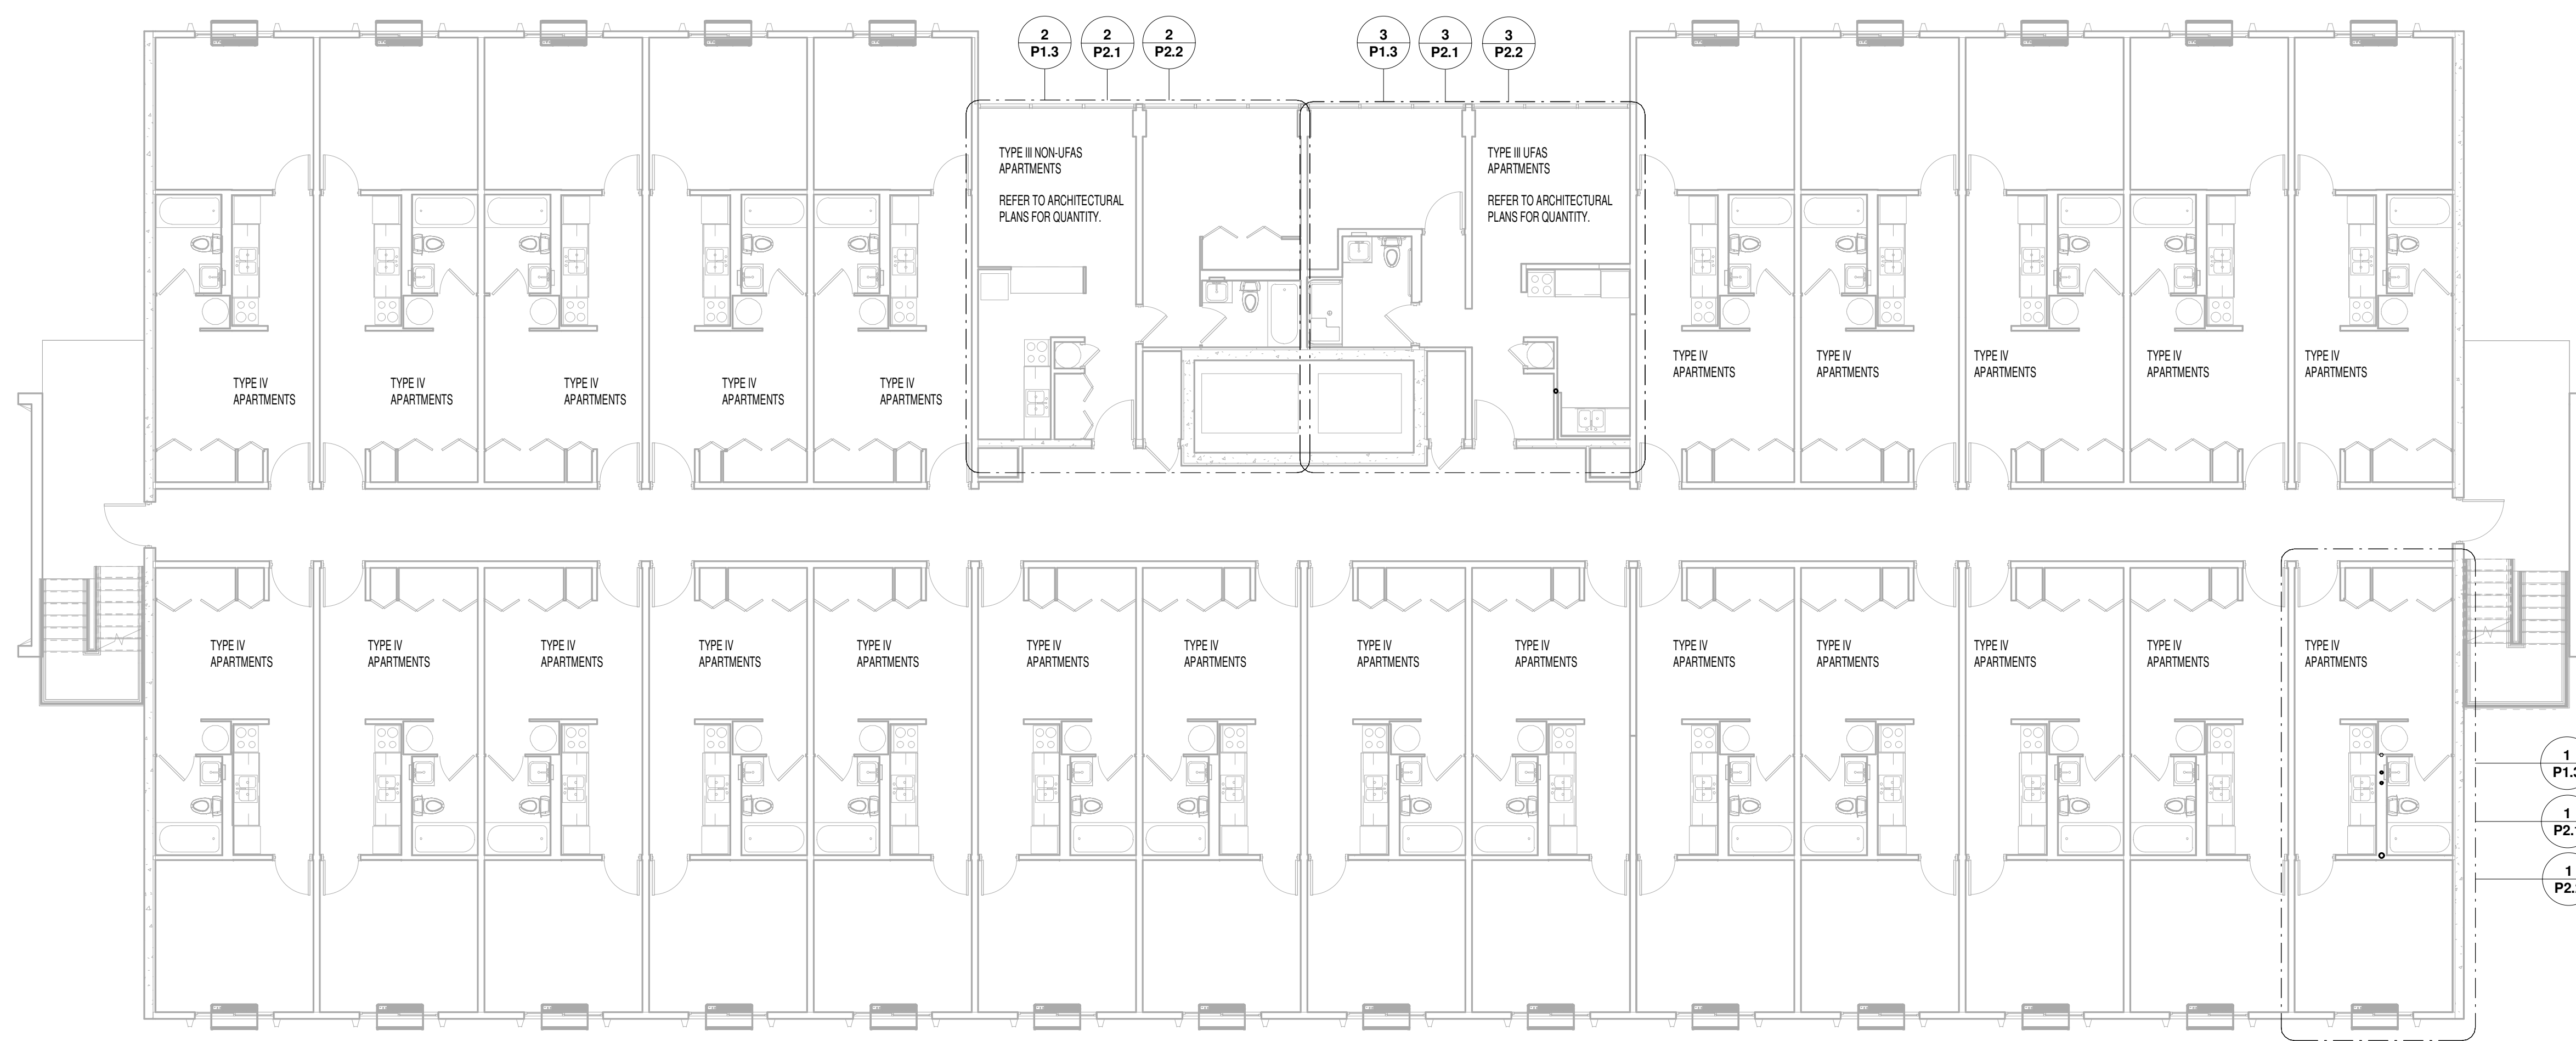 2
P1.3
2
P2.1
2
P2.2
3
P1.3
3
P2.1
3
P2.2
TYPE III NON-UFAS
APARTMENTS
REFER TO ARCHITECTURAL
PLANS FOR QUANTITY.
TYPE III UFAS
APARTMENTS
REFER TO ARCHITECTURAL
PLANS FOR QUANTITY.
TYPE IV
APARTMENTS
TYPE IV
APARTMENTS
TYPE IV
APARTMENTS
TYPE IV
APARTMENTS
TYPE IV
APARTMENTS
TYPE IV
APARTMENTS
TYPE IV
APARTMENTS
TYPE IV
APARTMENTS
TYPE IV
APARTMENTS
TYPE IV
APARTMENTS
TYPE IV
APARTMENTS
TYPE IV
APARTMENTS
TYPE IV
APARTMENTS
TYPE IV
APARTMENTS
TYPE IV
APARTMENTS
TYPE IV
APARTMENTS
TYPE IV
APARTMENTS
TYPE IV
APARTMENTS
TYPE IV
APARTMENTS
TYPE IV
APARTMENTS
TYPE IV
APARTMENTS
TYPE IV
APARTMENTS
TYPE IV
APARTMENTS
TYPE IV
APARTMENTS
1
P1.3
1
1